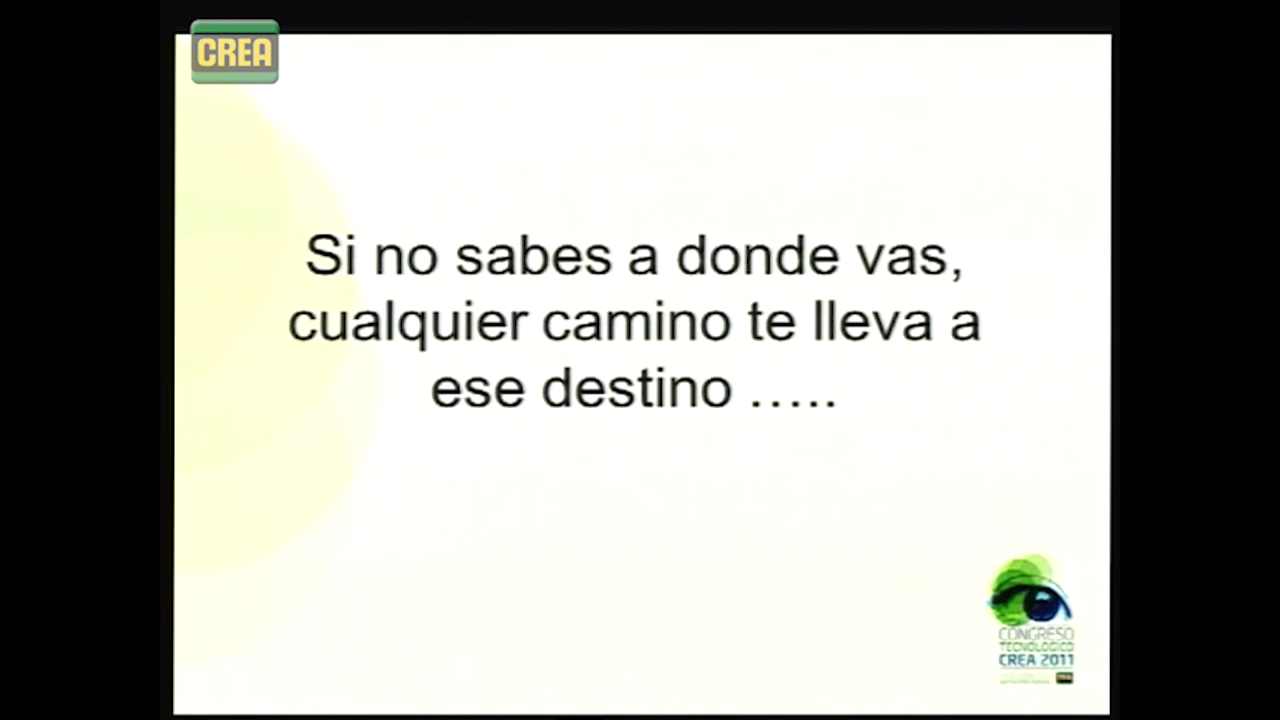 CREA
Si no sabes a donde vas,
cualquier camino te lleva a
ese destino …..
CONGRESO
TECNOLOGICO
CREA 2011